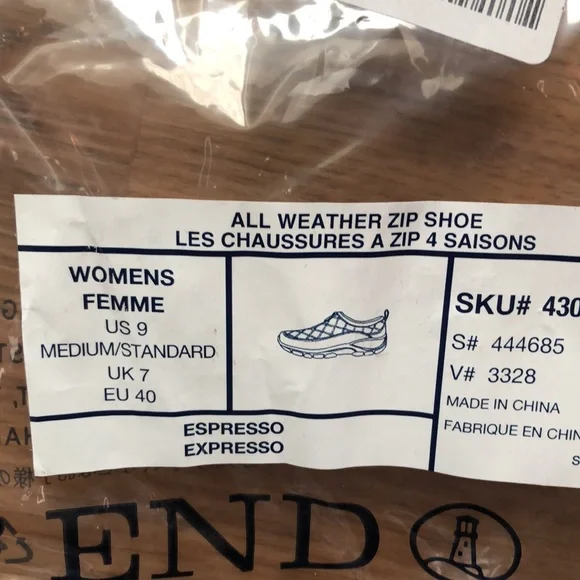 ALL WEATHER ZIP SHOE
LES CHAUSSURES A ZIP 4 SAISONS
WOMENS
FEMME
US 9
MEDIUM/STANDARD
UK 7
EU 40
ESPRESSO
EXPRESSO
SKU# 430
S# 444685
V# 3328
MADE IN CHINA
FABRIQUE EN CHIN
END